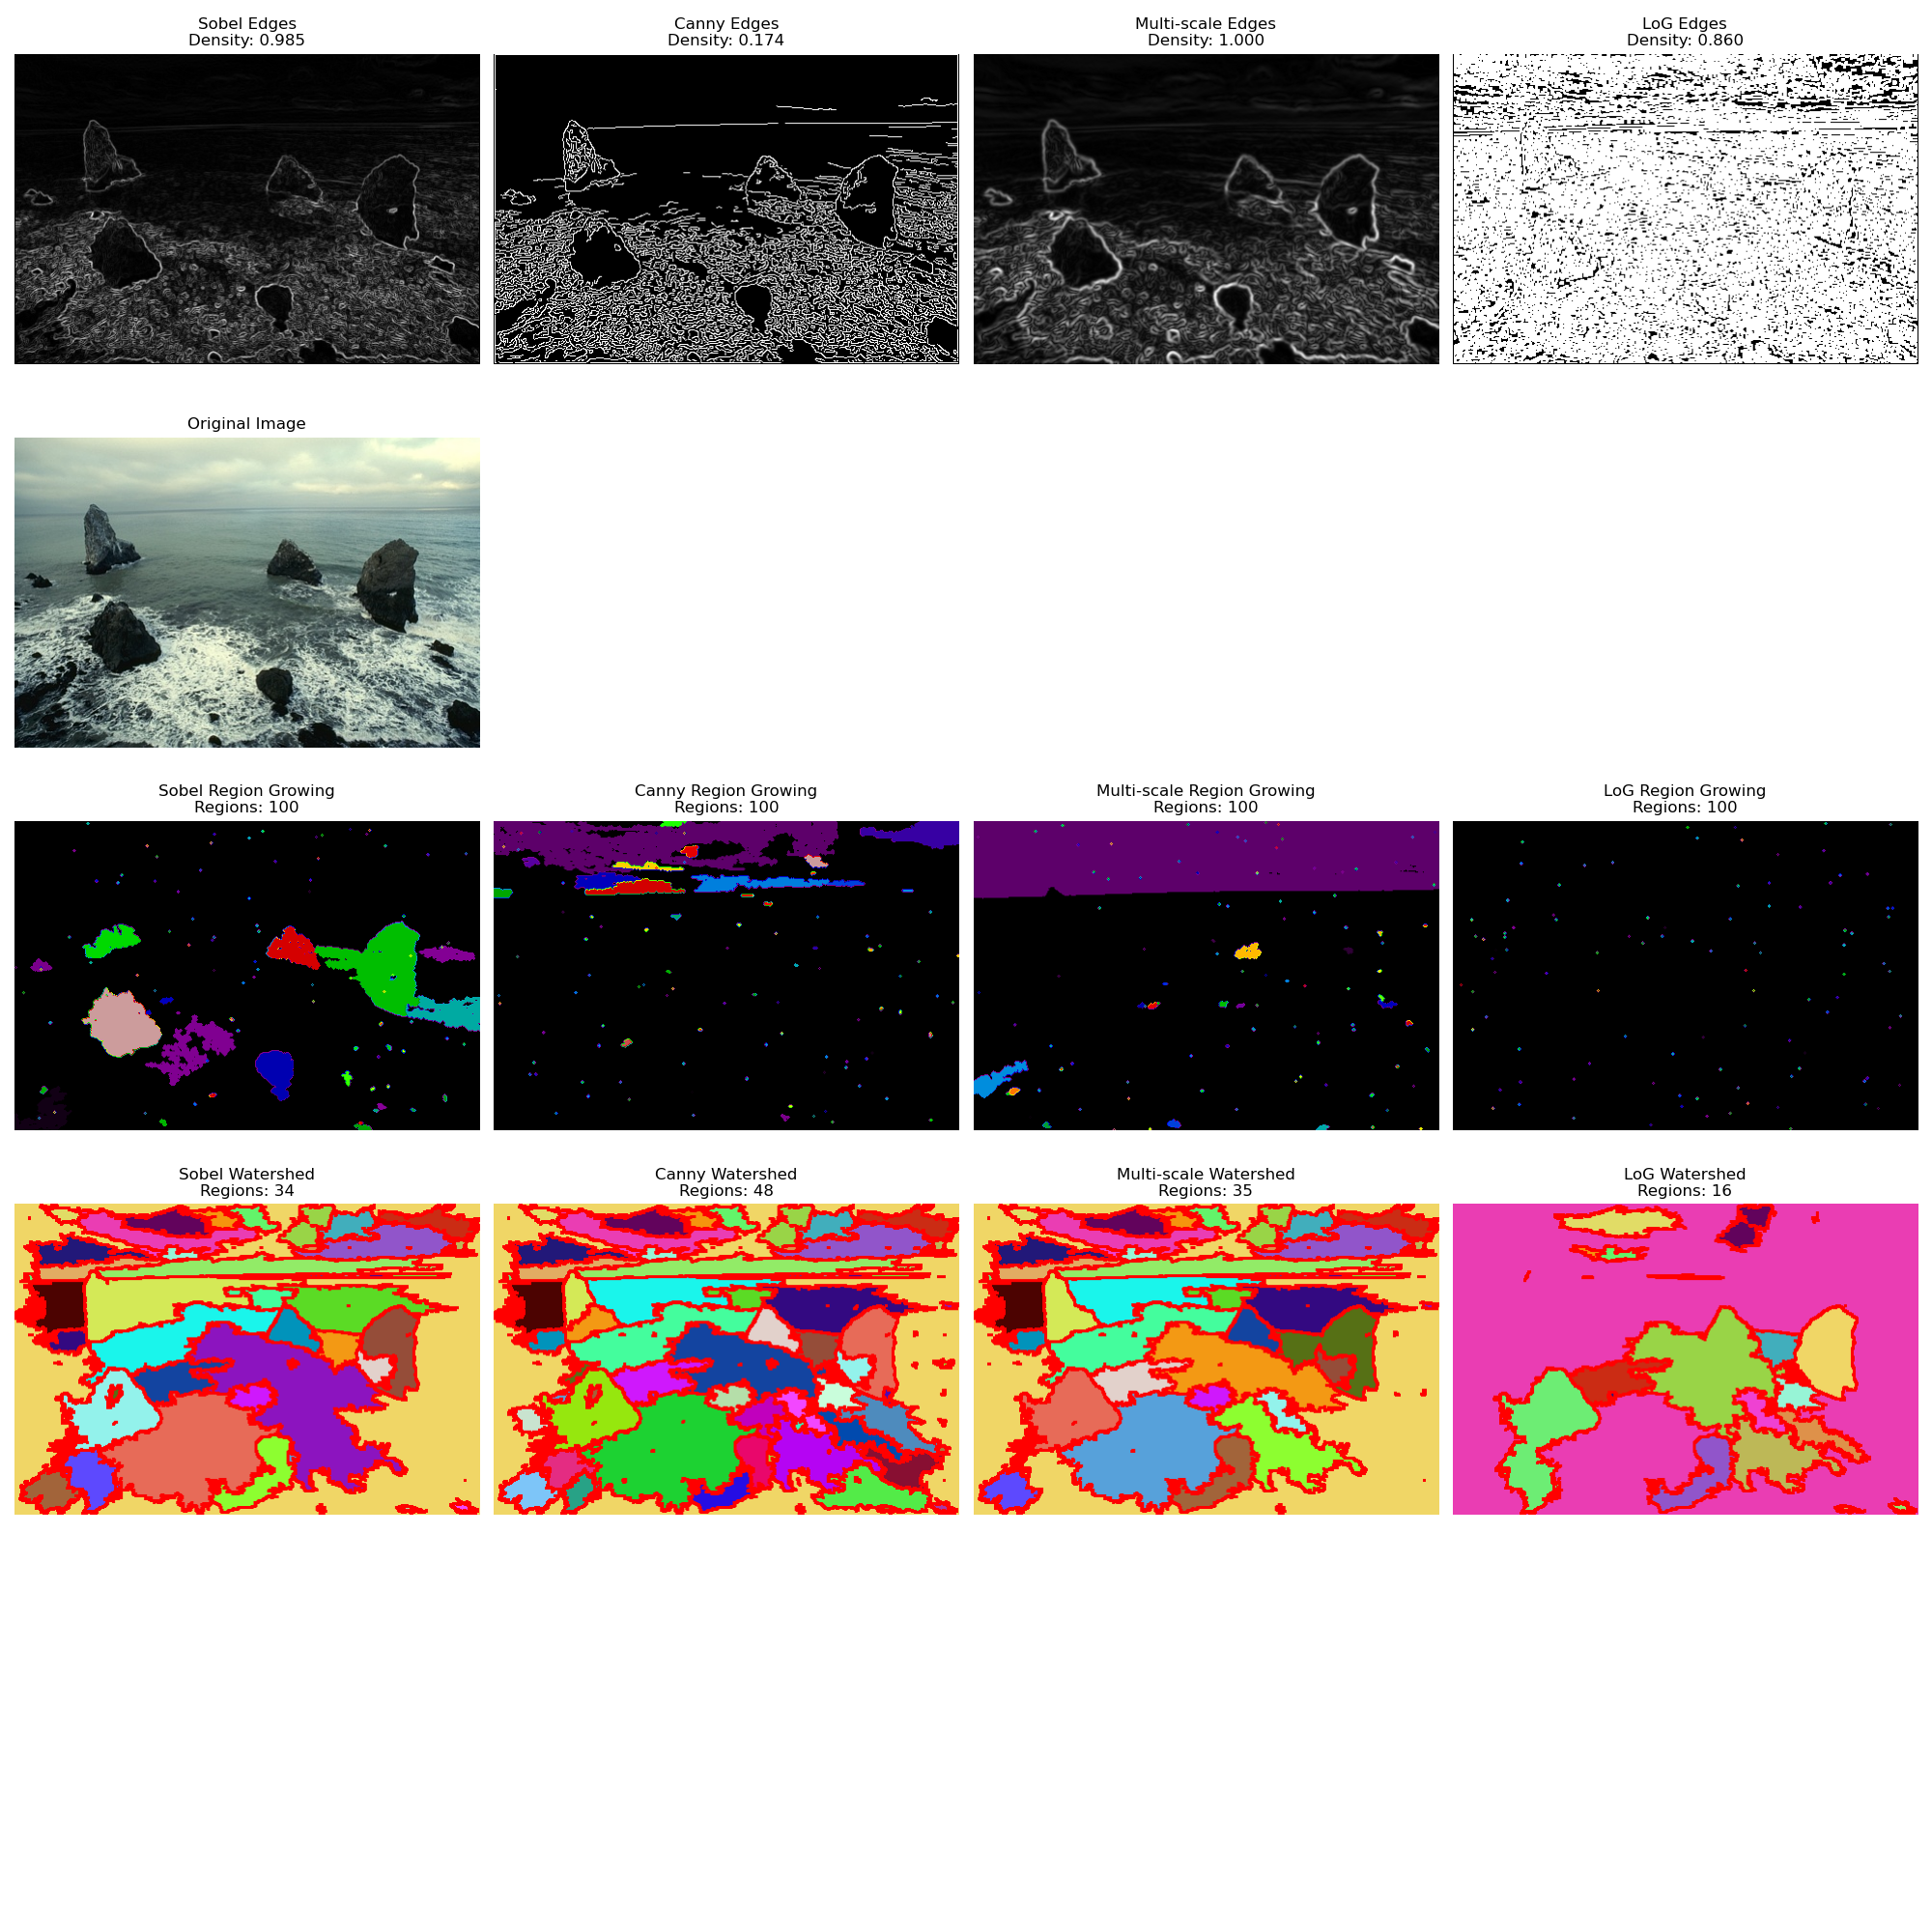 Sobel Edges
Density: 0.985
Canny Edges
Density: 0.174
Multi-scale Edges
Density: 1.000
LoG Edges
Density: 0.860
Original Image
Sobel Region Growing
Regions: 100
Canny Region Growing
Regions: 100
Multi-scale Region Growing
Regions: 100
LoG Region Growing
Regions: 100
Sobel Watershed
Regions: 34
Canny Watershed
Regions: 48
Multi-scale Watershed
Regions: 35
LoG Watershed
Regions: 16